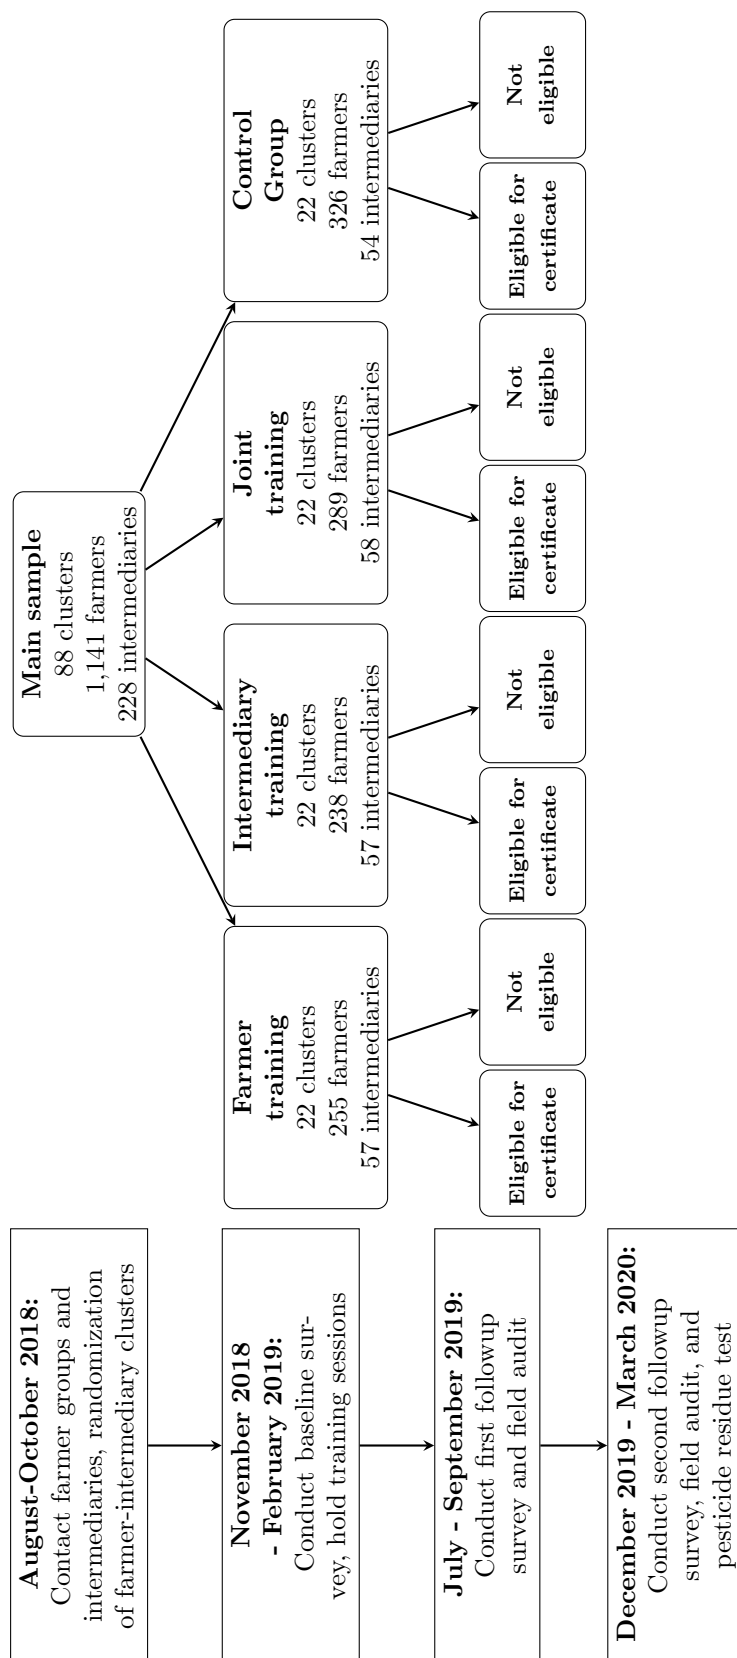 August-October 2018:
Contact farmer groups and
intermediaries, randomization
of farmer-intermediary clusters
November 2018
- February 2019:
Conduct baseline sur-
vey, hold training sessions
July - September 2019:
Conduct first followup
survey and field audit
December 2019 - March 2020:
Conduct second followup
survey, field audit, and
pesticide residue test
Main sample
88 clusters
1,141 farmers
228 intermediaries
Farmer
training
22 clusters
255 farmers
57 intermediaries
Intermediary
training
22 clusters
238 farmers
57 intermediaries
Joint
training
22 clusters
289 farmers
58 intermediaries
Control
Group
22 clusters
326 farmers
54 intermediaries
Eligible for
certificate
Not
eligible
Eligible for
certificate
Not
eligible
Eligible for
certificate
Not
eligible
Eligible for
certificate
Not
eligible